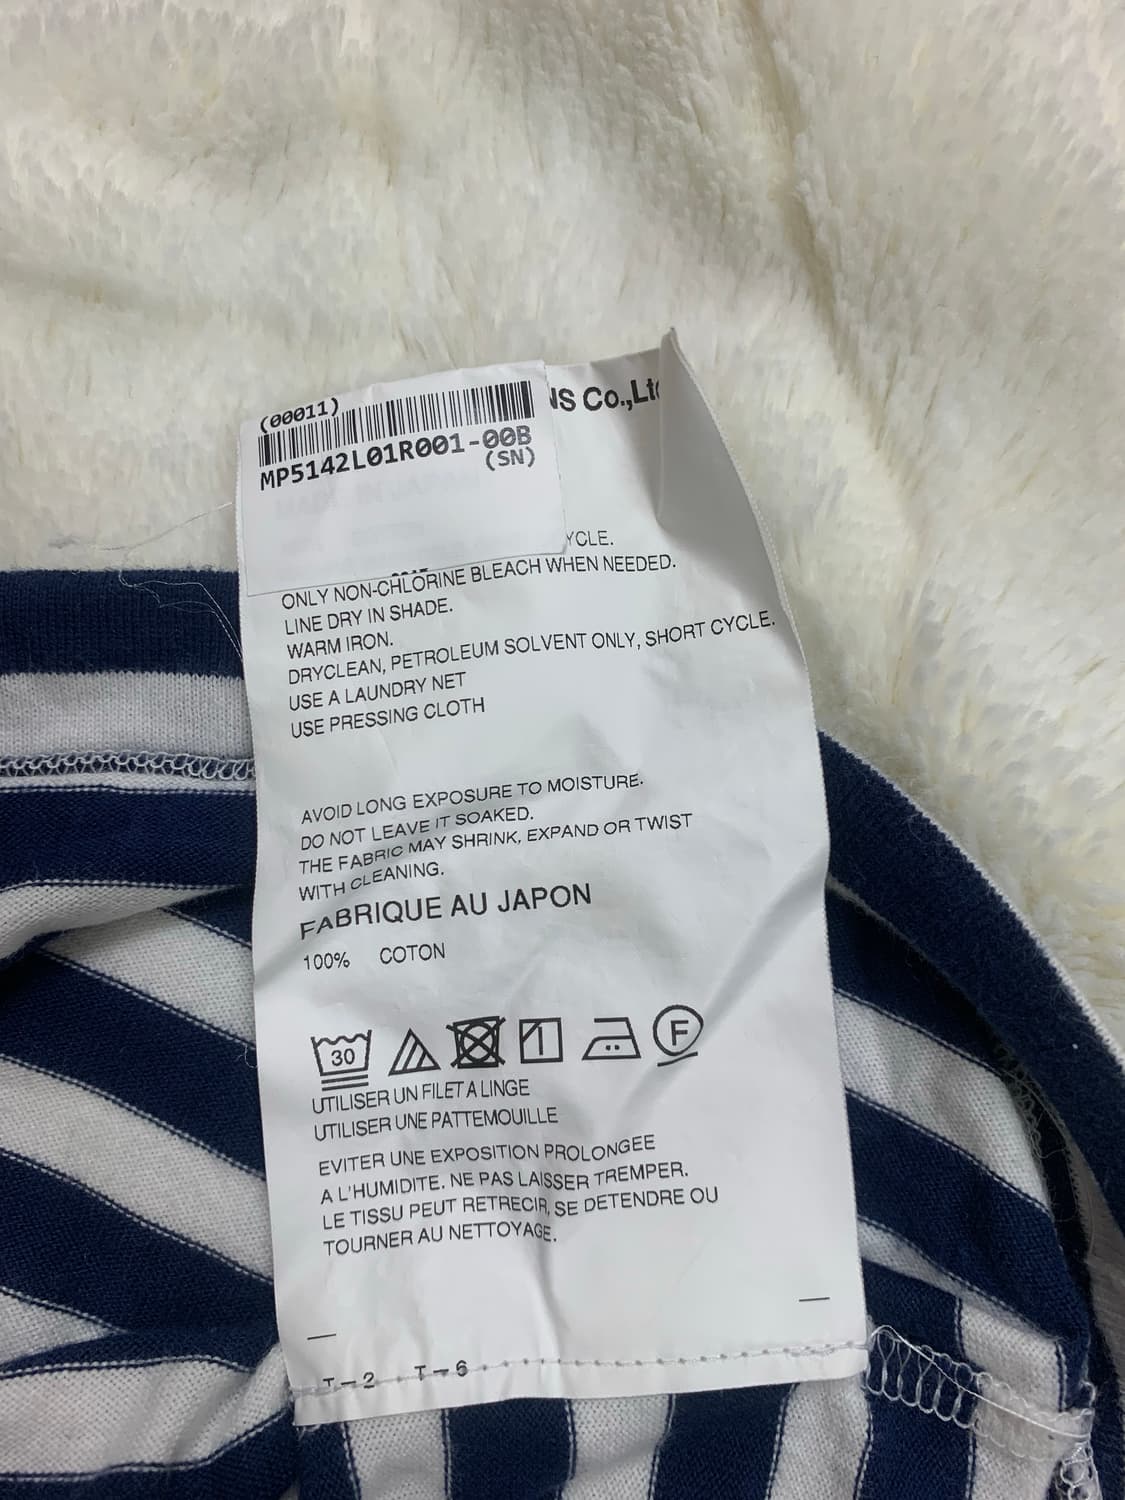 (00011)
MP5142L01R001-00B
(SN)
NS Co.,Lt
YCLE.
ONLY NON-CHLORINE BLEACH WHEN NEEDED.
LINE DRY IN SHADE.
WARM IRON.
DRYCLEAN, PETROLEUM SOLVENT ONLY, SHORT CYCLE.
USE A LAUNDRY NET
USE PRESSING CLOTH
AVOID LONG EXPOSURE TO MOISTURE.
DO NOT LEAVE IT SOAKED.
THE FABRIC MAY SHRINK, EXPAND OR TWIST
WITH CLEANING.
FABRIQUE AU JAPON
100% COTON
30 F
UTILISER UN FILET A LINGE
UTILISER UNE PATTEMOUILLE
EVITER UNE EXPOSITION PROLONGEE
A L'HUMIDITE. NE PAS LAISSER TREMPER.
LE TISSU PEUT RETRECIR, SE DETENDRE OU
TOURNER AU NETTOYAGE.
T-2 T-6